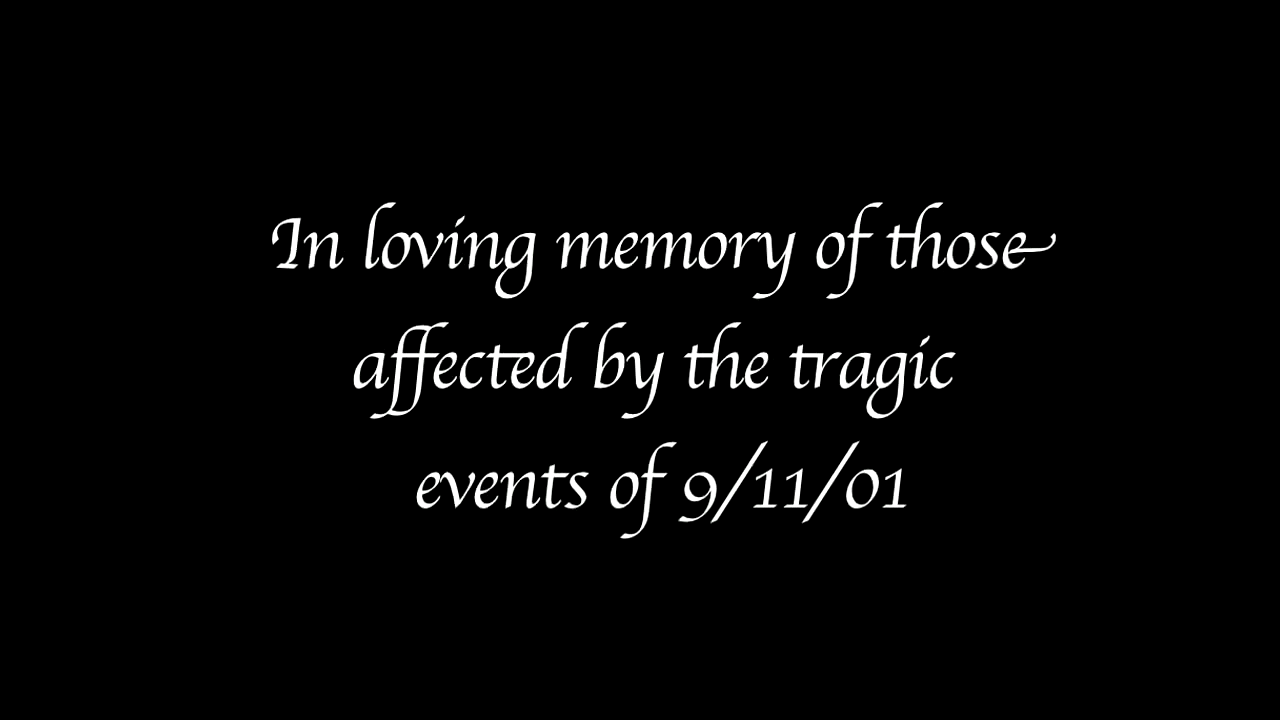 In loving memory of those
affected by the tragic
events of 9/11/01